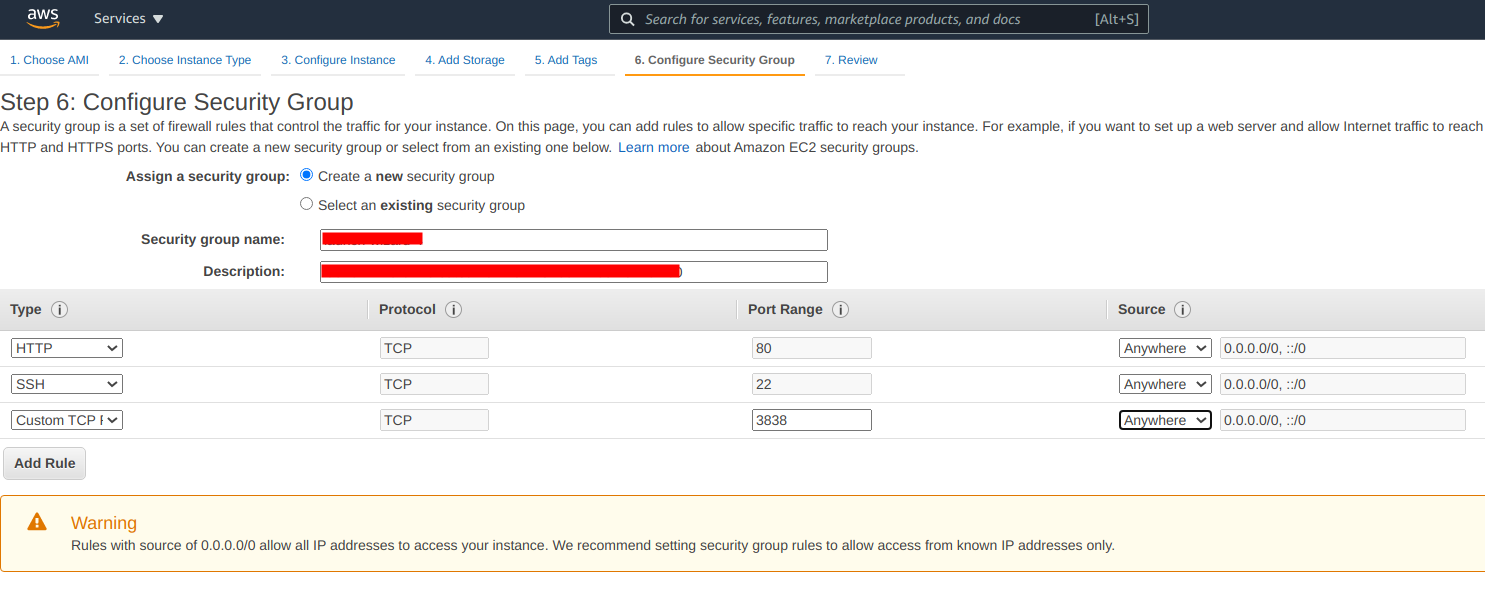 aws Services Search for services, features, marketplace products, and docs [Alt+S]
1. Choose AMI 2. Choose Instance Type 3. Configure Instance 4. Add Storage 5. Add Tags 6. Configure Security Group 7. Review
Step 6: Configure Security Group
A security group is a set of firewall rules that control the traffic for your instance. On this page, you can add rules to allow specific traffic to reach your instance. For example, if you want to set up a web server and allow Internet traffic to reach
HTTP and HTTPS ports. You can create a new security group or select from an existing one below. Learn more about Amazon EC2 security groups.
Assign a security group: Create a new security group
Select an existing security group
Security group name:
Description:
Type Protocol Port Range Source
HTTP TCP 80 Anywhere 0.0.0.0/0, ::/0
SSH TCP 22 Anywhere 0.0.0.0/0, ::/0
Custom TCP TCP 3838 Anywhere 0.0.0.0/0, ::/0
Add Rule
Warning
Rules with source of 0.0.0.0/0 allow all IP addresses to access your instance. We recommend setting security group rules to allow access from known IP addresses only.